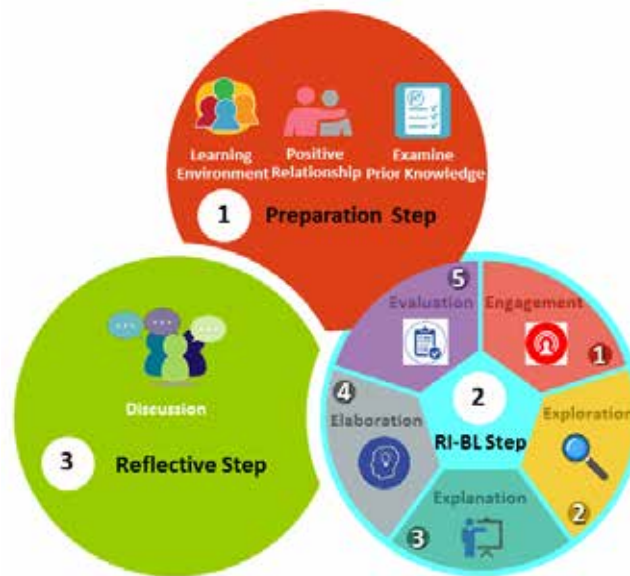 Learning
Environment
Positive
Relationship
Examine
Prior Knowledge
1 Preparation Step
5
Evaluation
Engagement
1
4
Elaboration
2
RI-BL Step
Exploration
2
Explanation
3
Discussion
3 Reflective Step